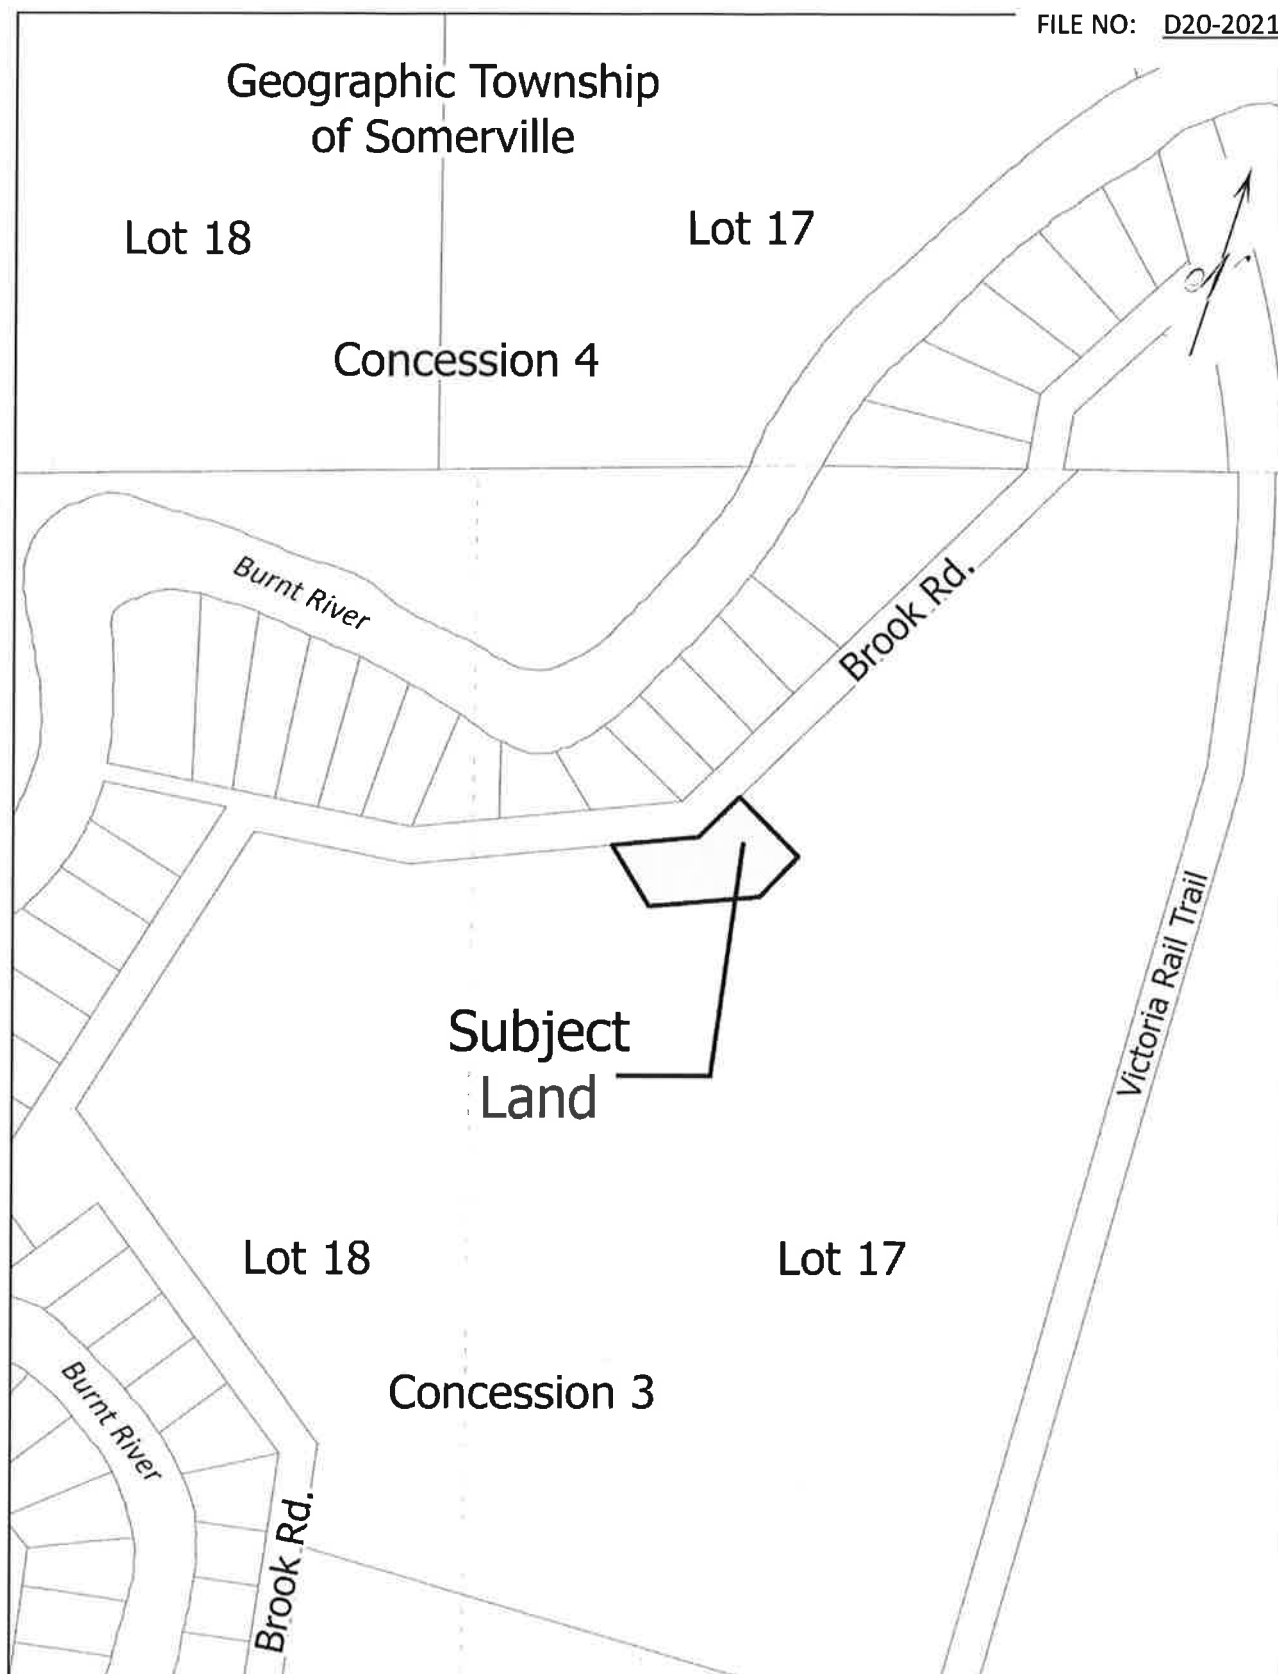 FILE NO: D20-2021
Geographic Township
of Somerville
Lot 18
Lot 17
Concession 4
Burnt River
Brook Rd.
Victoria Rail Trail
Subject
Land
Lot 18
Lot 17
Concession 3
Burnt River
Brook Rd.